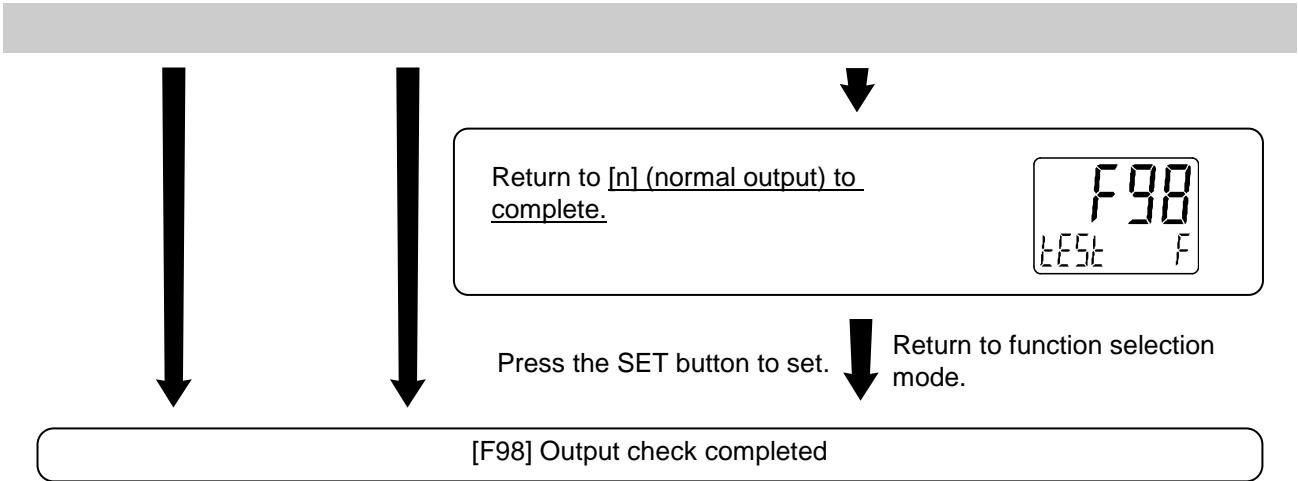 Return to [n] (normal output) to
complete.
F98
tESt F
Press the SET button to set.
Return to function selection
mode.
[F98] Output check completed